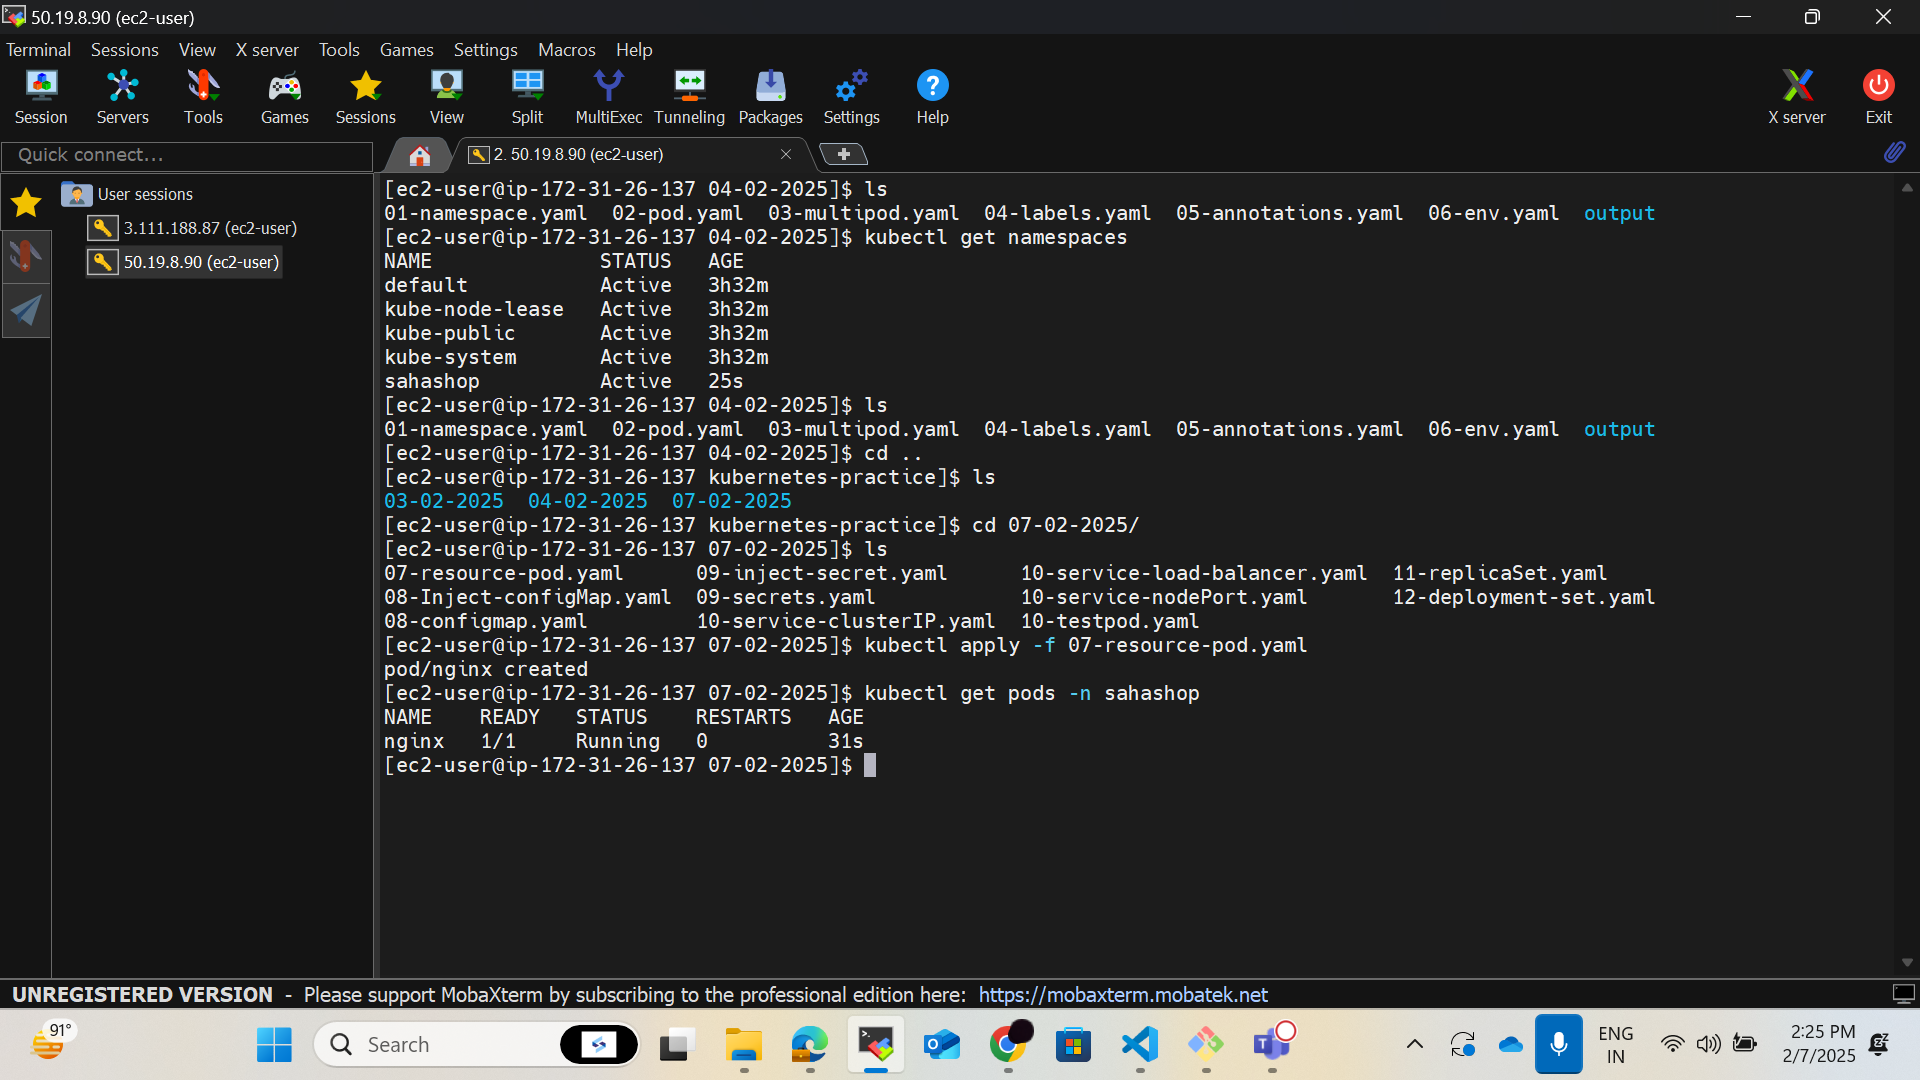 50.19.8.90 (ec2-user)
Terminal Sessions View X server Tools Games Settings Macros Help
Session Servers Tools Games Sessions View Split MultiExec Tunneling Packages Settings Help X server Exit
Quick connect...
2. 50.19.8.90 (ec2-user)
User sessions
3.111.188.87 (ec2-user)
50.19.8.90 (ec2-user)
[ec2-user@ip-172-31-26-137 04-02-2025]$ ls
01-namespace.yaml 02-pod.yaml 03-multipod.yaml 04-labels.yaml 05-annotations.yaml 06-env.yaml output
[ec2-user@ip-172-31-26-137 04-02-2025]$ kubectl get namespaces
NAME STATUS AGE
default Active 3h32m
kube-node-lease Active 3h32m
kube-public Active 3h32m
kube-system Active 3h32m
sahashop Active 25s
[ec2-user@ip-172-31-26-137 04-02-2025]$ ls
01-namespace.yaml 02-pod.yaml 03-multipod.yaml 04-labels.yaml 05-annotations.yaml 06-env.yaml output
[ec2-user@ip-172-31-26-137 04-02-2025]$ cd ..
[ec2-user@ip-172-31-26-137 kubernetes-practice]$ ls
03-02-2025 04-02-2025 07-02-2025
[ec2-user@ip-172-31-26-137 kubernetes-practice]$ cd 07-02-2025/
[ec2-user@ip-172-31-26-137 07-02-2025]$ ls
07-resource-pod.yaml 09-inject-secret.yaml 10-service-load-balancer.yaml 11-replicaSet.yaml
08-Inject-configMap.yaml 09-secrets.yaml 10-service-nodePort.yaml 12-deployment-set.yaml
08-configmap.yaml 10-service-clusterIP.yaml 10-testpod.yaml
[ec2-user@ip-172-31-26-137 07-02-2025]$ kubectl apply -f 07-resource-pod.yaml
pod/nginx created
[ec2-user@ip-172-31-26-137 07-02-2025]$ kubectl get pods -n sahashop
NAME READY STATUS RESTARTS AGE
nginx 1/1 Running 0 31s
[ec2-user@ip-172-31-26-137 07-02-2025]$
UNREGISTERED VERSION - Please support MobaXterm by subscribing to the professional edition here: https://mobaxterm.mobatek.net
91°
Search
ENG
IN
2:25 PM
2/7/2025